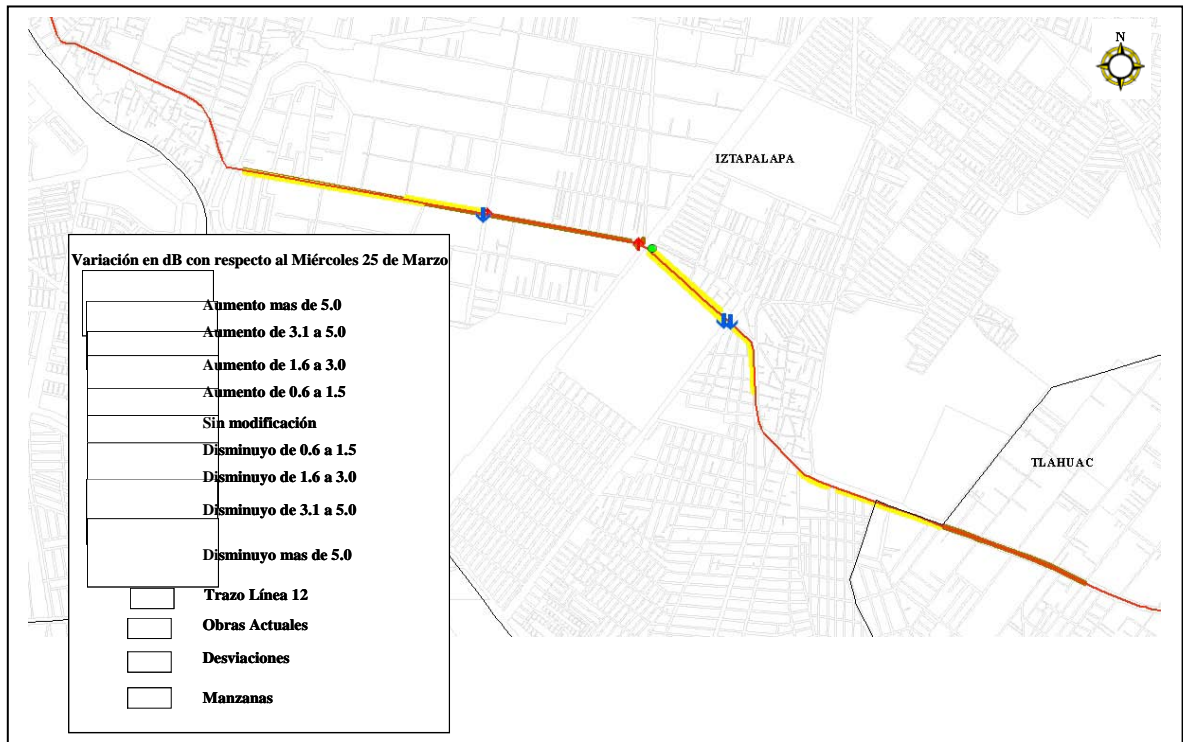 N
IZTAPALAPA
TLAHUAC
Variación en dB con respecto al Miércoles 25 de Marzo
Aumento mas de 5.0
Aumento de 3.1 a 5.0
Aumento de 1.6 a 3.0
Aumento de 0.6 a 1.5
Sin modificación
Disminuyo de 0.6 a 1.5
Disminuyo de 1.6 a 3.0
Disminuyo de 3.1 a 5.0
Disminuyo mas de 5.0
Trazo Línea 12
Obras Actuales
Desviaciones
Manzanas